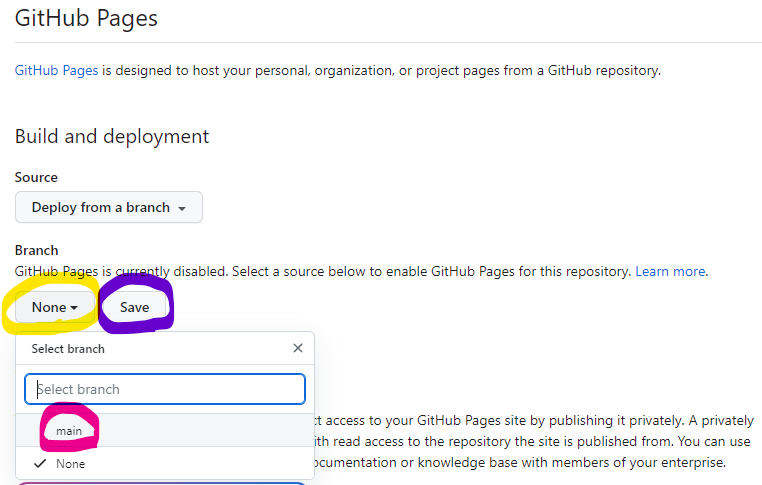 GitHub Pages
GitHub Pages is designed to host your personal, organization, or project pages from a GitHub repository.
Build and deployment
Source
Deploy from a branch
Branch
GitHub Pages is currently disabled. Select a source below to enable GitHub Pages for this repository. Learn more.
None Save
Select branch
Select branch
main
None
ct access to your GitHub Pages site by publishing it privately. A privately
ith read access to the repository the site is published from. You can use
ocumentation or knowledge base with members of your enterprise.